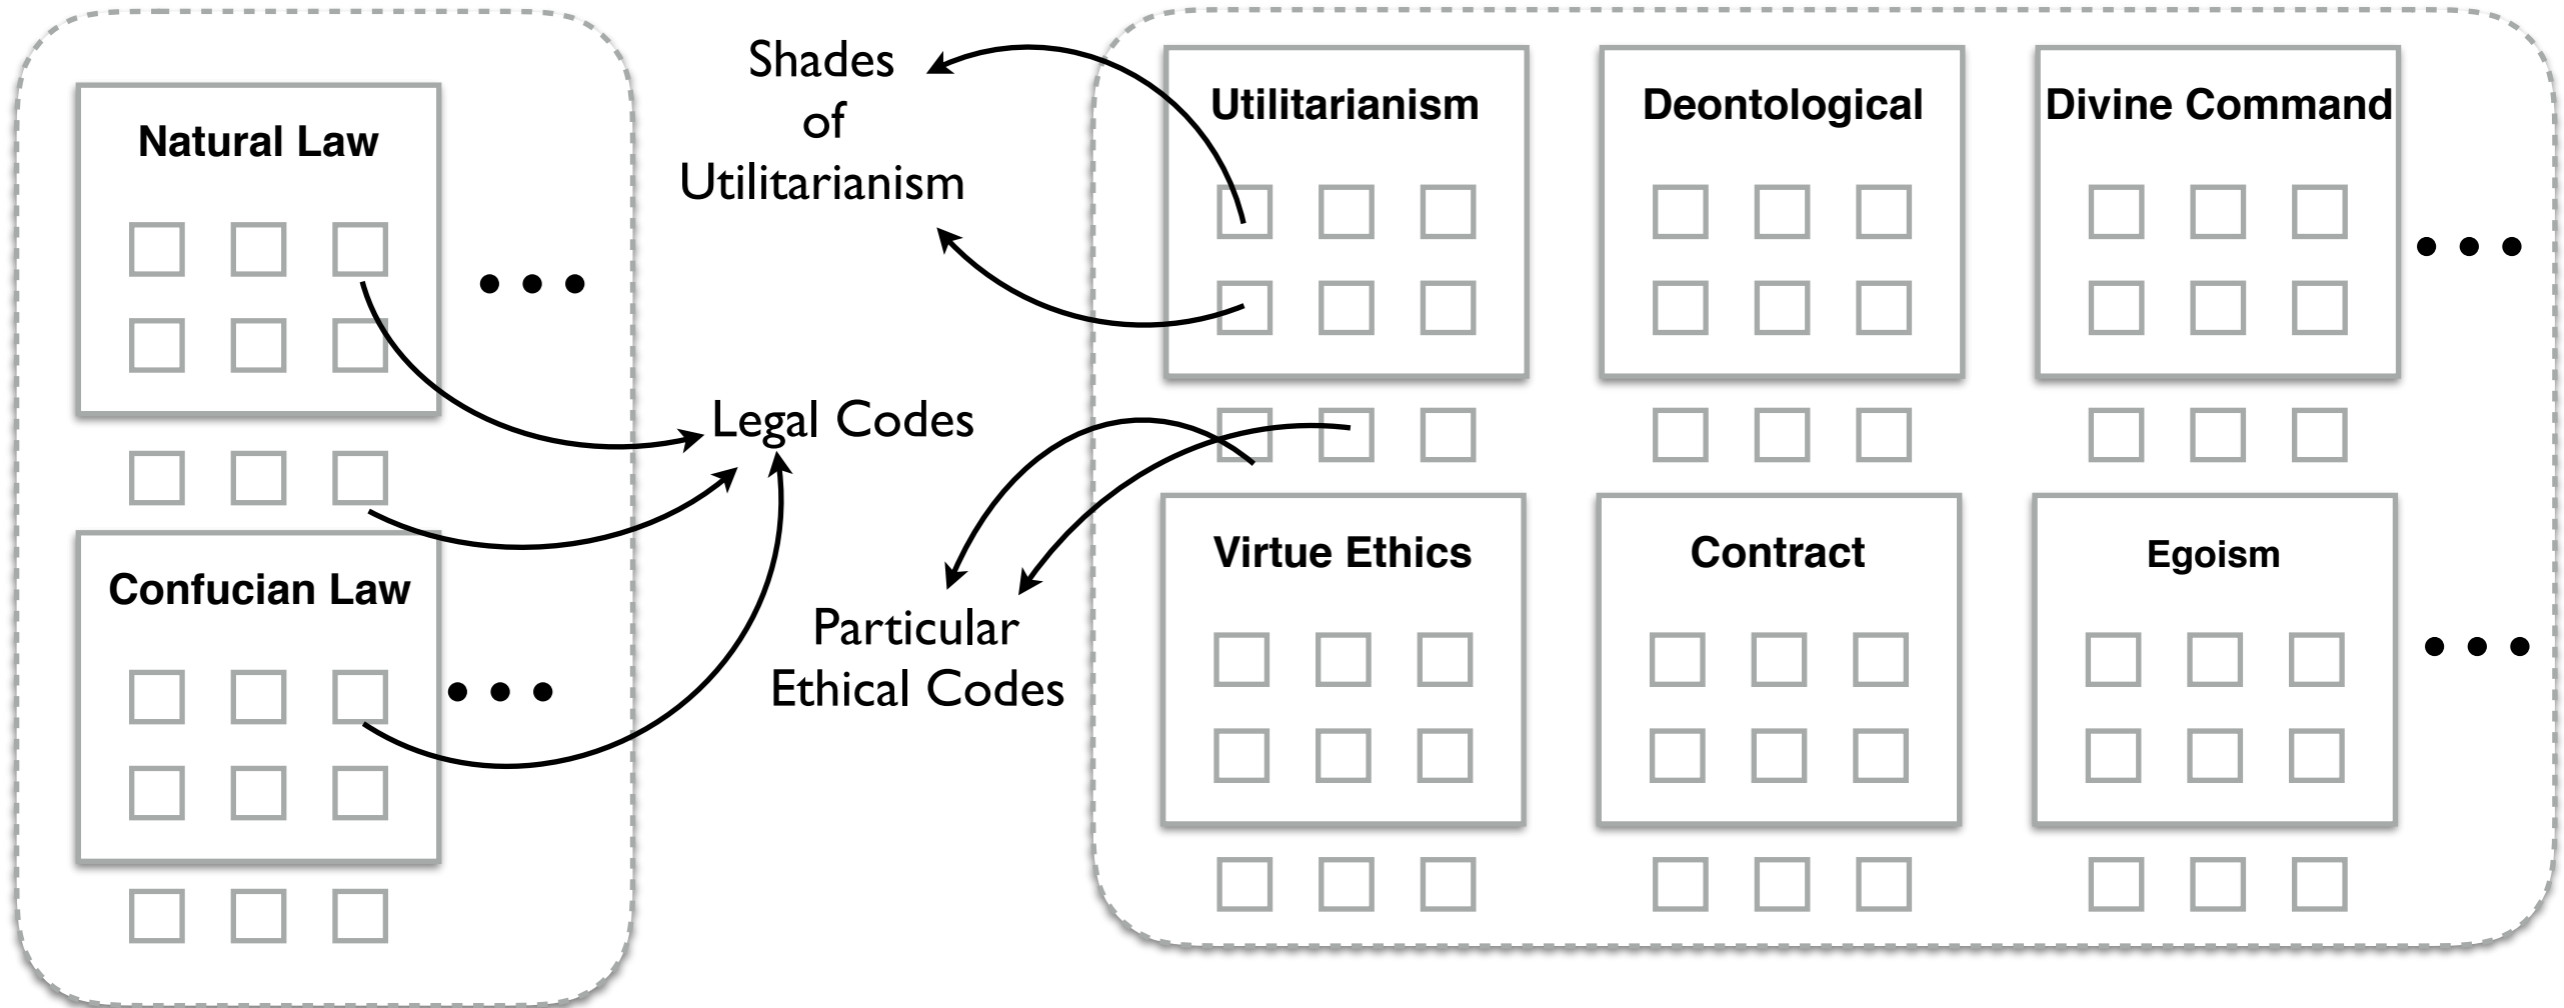 Natural Law
Confucian Law
Shades
of
Utilitarianism
Legal Codes
Particular
Ethical Codes
Utilitarianism
Deontological
Divine Command
Virtue Ethics
Contract
Egoism